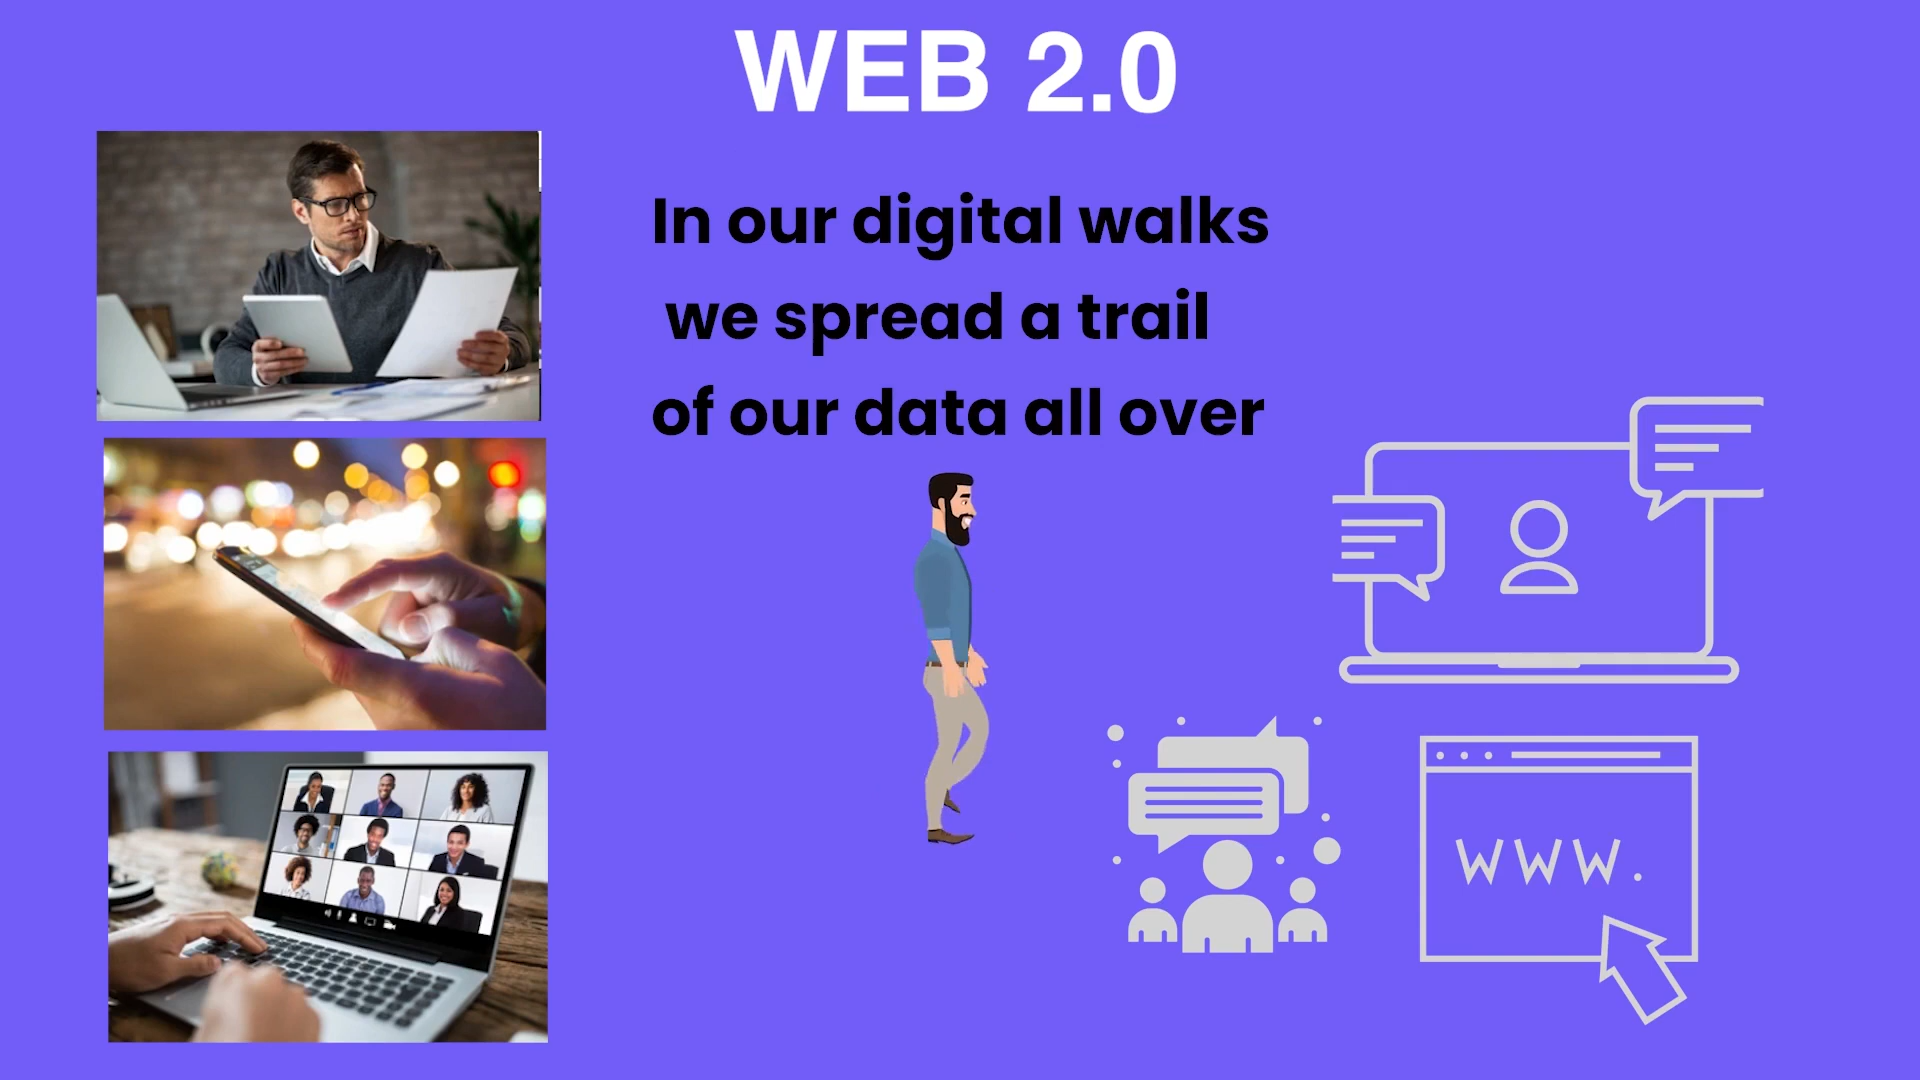 WEB 2.0
In our digital walks
we spread a trail
of our data all over
WWW.